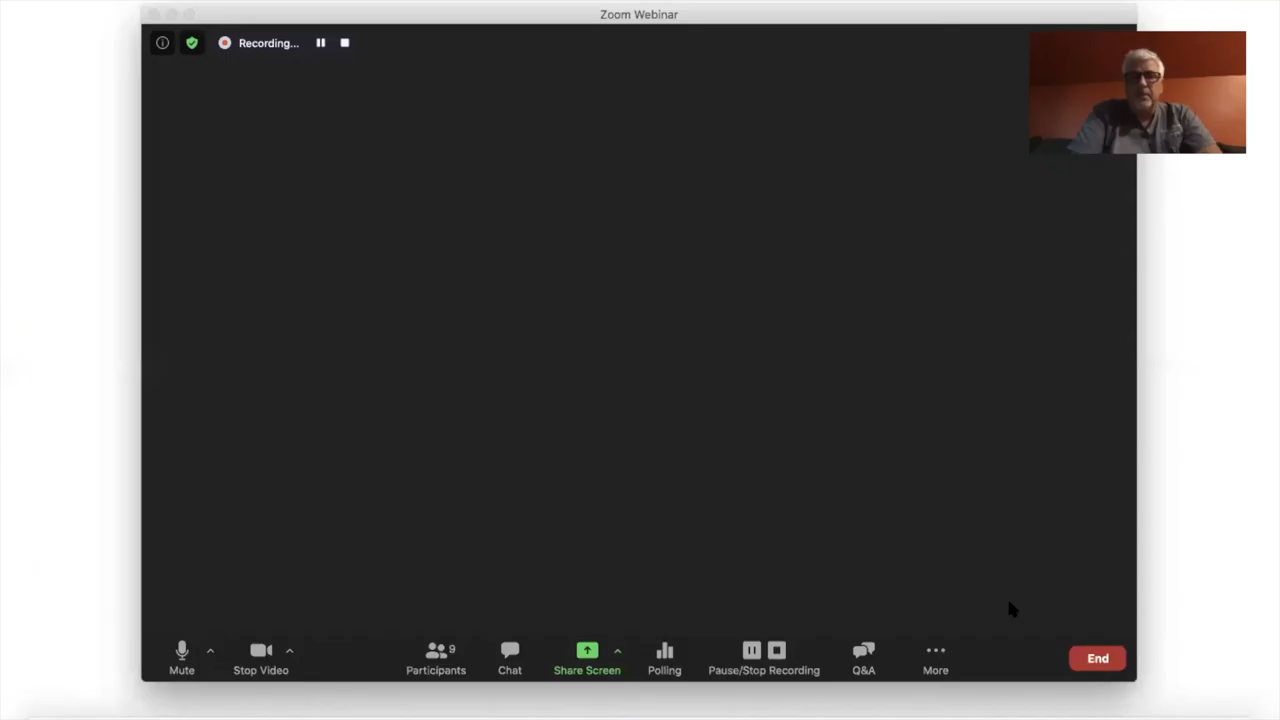 Zoom Webinar
Recording...
9
Mute
Stop Video
Participants
Chat
Share Screen
Polling
Pause/Stop Recording
Q&A
More
End